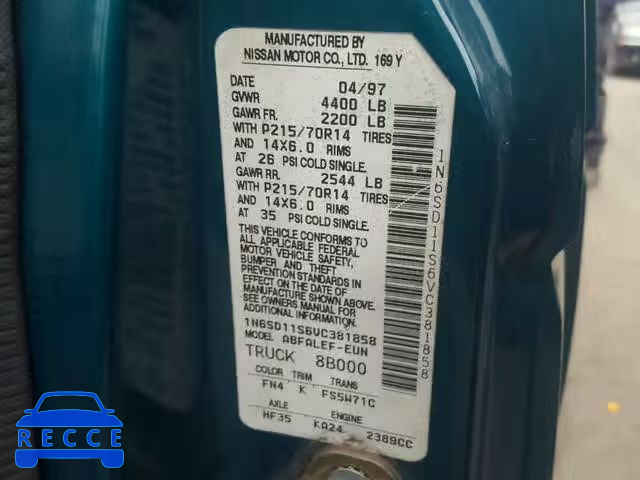 MANUFACTURED BY
NISSAN MOTOR CO., LTD. 169Y
DATE 04/97
GVWR 4400 LB
GAWR FR. 2200 LB
WITH P215/70R14 TIRES
AND 14X6.0 RIMS
AT 26 PSI COLD SINGLE.
GAWR RR. 2544 LB
WITH P215/70R14 TIRES
AND 14X6.0 RIMS
AT 35 PSI COLD SINGLE.
THIS VEHICLE CONFORMS TO
ALL APPLICABLE FEDERAL
MOTOR VEHICLE SAFETY,
BUMPER AND THEFT
PREVENTION STANDARDS IN
EFFECT ON THE DATE OF
MANUFACTURE SHOWN ABOVE.
SEE OWNERS MANUAL FOR
ADDITIONAL INFORMATION.
1N6SD11S6VC381858
MODEL ABFALEF-EUN
TRUCK 8B000
COLOR TRIM TRANS
FN4 K FS5W71C
AXLE ENGINE
HF35 KA24 2389CC
1N6SD11S6VC381858
RECCE